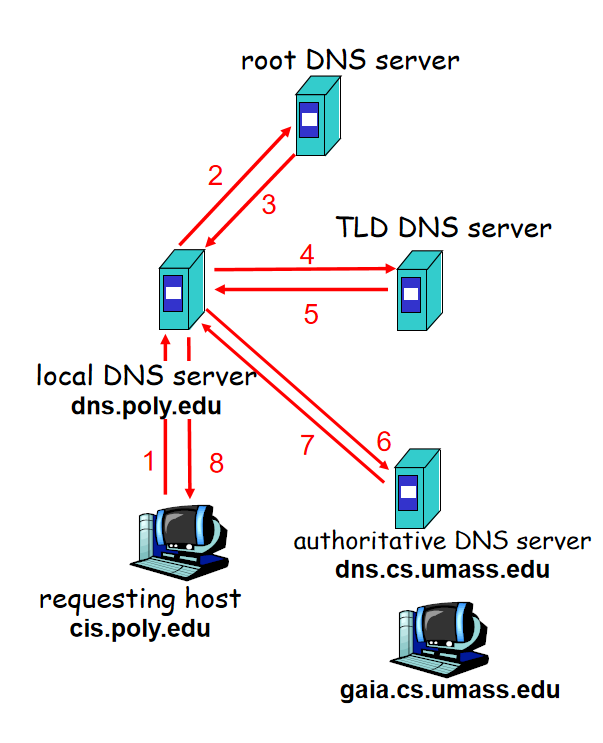 root DNS server
2
3
TLD DNS server
4
5
local DNS server
dns.poly.edu
6
7
1
8
authoritative DNS server
dns.cs.umass.edu
requesting host
cis.poly.edu
gaia.cs.umass.edu